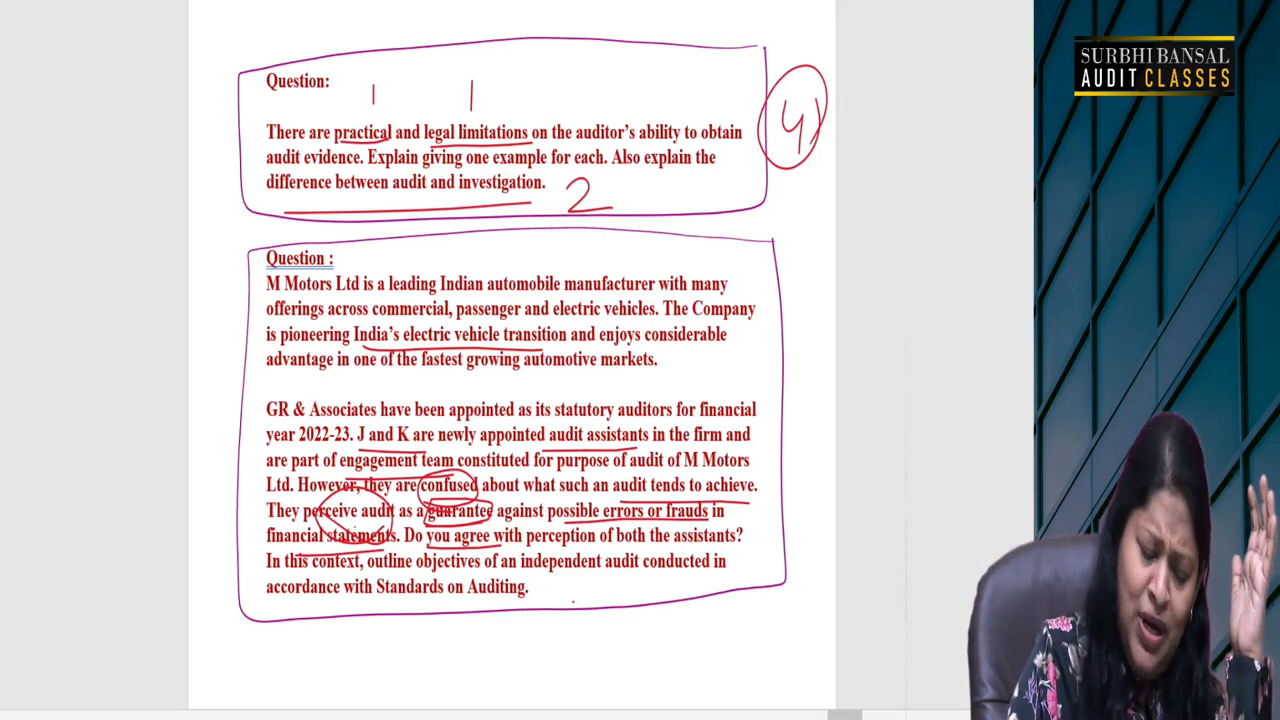 SURBHI BANSAL
AUDIT CLASSES
Question:
1 1
There are practical and legal limitations on the auditor's ability to obtain
audit evidence. Explain giving one example for each. Also explain the
difference between audit and investigation.
2
4
Question :
M Motors Ltd is a leading Indian automobile manufacturer with many
offerings across commercial, passenger and electric vehicles. The Company
is pioneering India's electric vehicle transition and enjoys considerable
advantage in one of the fastest growing automotive markets.
GR & Associates have been appointed as its statutory auditors for financial
year 2022-23. J and K are newly appointed audit assistants in the firm and
are part of engagement team constituted for purpose of audit of M Motors
Ltd. However, they are confused about what such an audit tends to achieve.
They perceive audit as a guarantee against possible errors or frauds in
financial statements. Do you agree with perception of both the assistants?
In this context, outline objectives of an independent audit conducted in
accordance with Standards on Auditing.